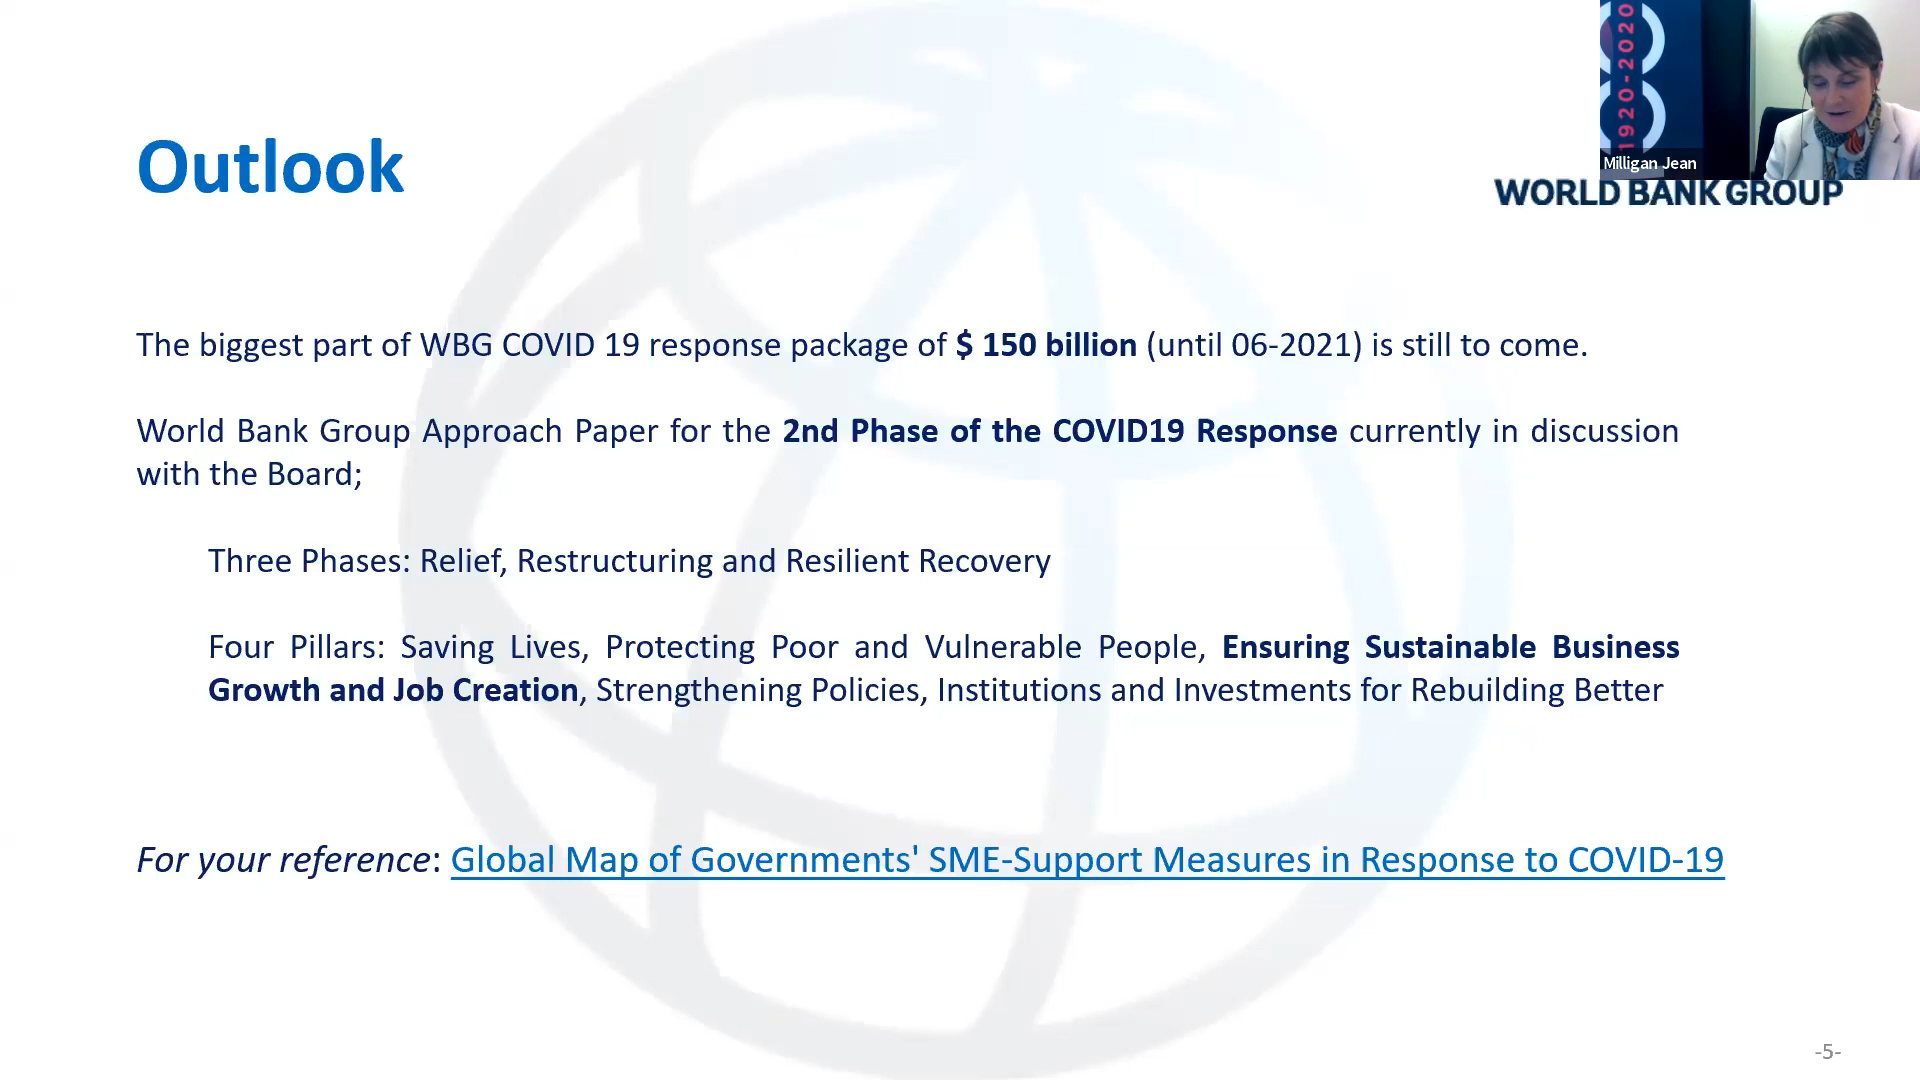 1920-2020
Milligan Jean
Outlook
WORLD BANK GROUP
The biggest part of WBG COVID 19 response package of $ 150 billion (until 06-2021) is still to come.
World Bank Group Approach Paper for the 2nd Phase of the COVID19 Response currently in discussion
with the Board;
Three Phases: Relief, Restructuring and Resilient Recovery
Four Pillars: Saving Lives, Protecting Poor and Vulnerable People, Ensuring Sustainable Business
Growth and Job Creation, Strengthening Policies, Institutions and Investments for Rebuilding Better
For your reference: Global Map of Governments' SME-Support Measures in Response to COVID-19
-5-